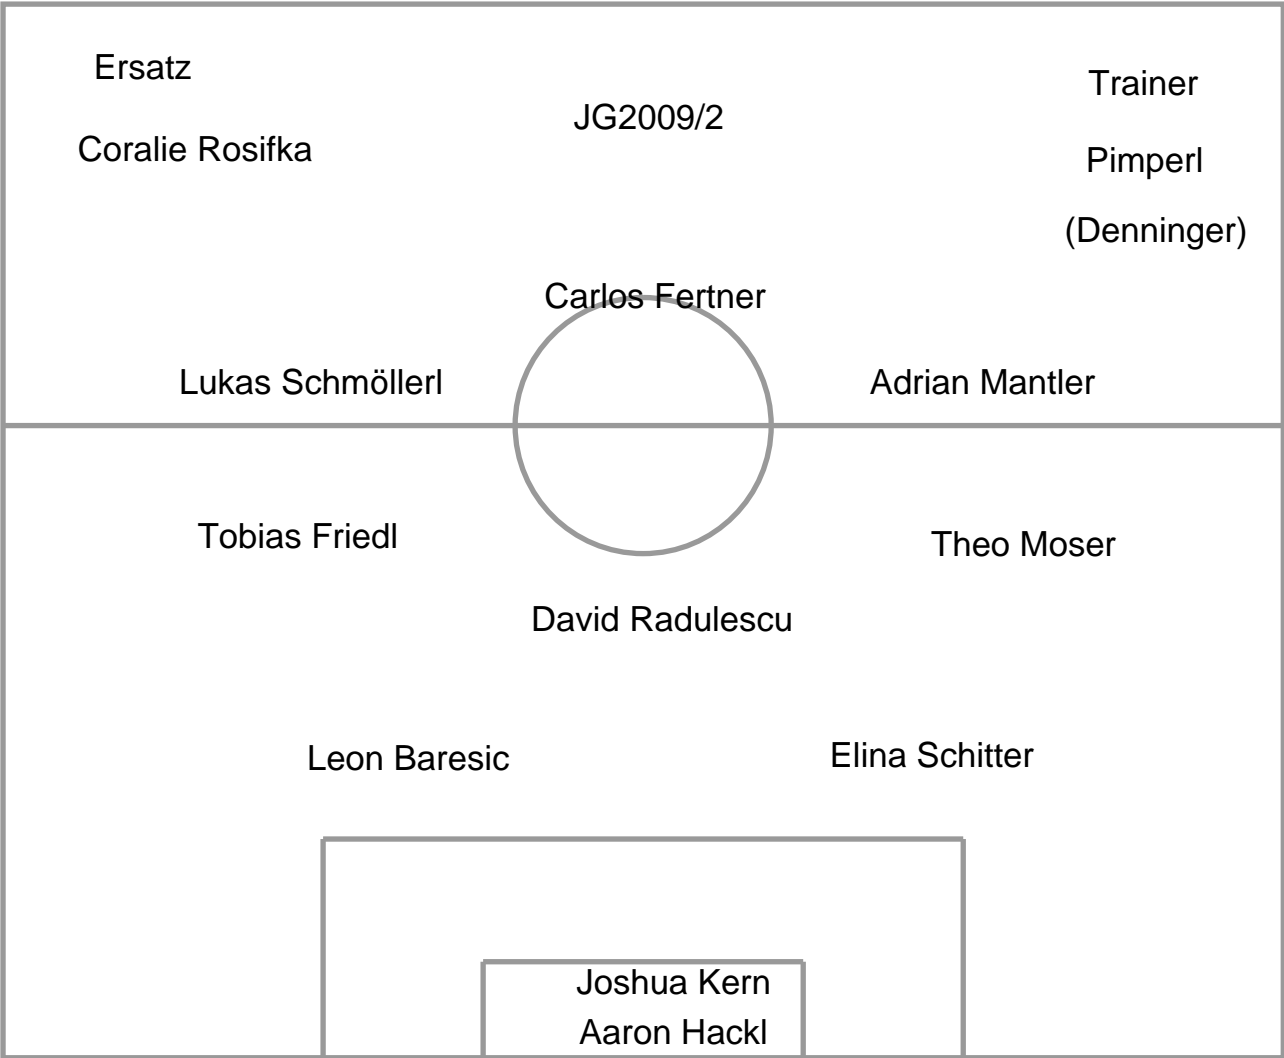 Ersatz
Trainer
JG2009/2
Coralie Rosifka
Pimperl
(Denninger)
Carlos Fertner
Lukas Schmöllerl
Adrian Mantler
Tobias Friedl
Theo Moser
David Radulescu
Leon Baresic
Elina Schitter
Joshua Kern
Aaron Hackl